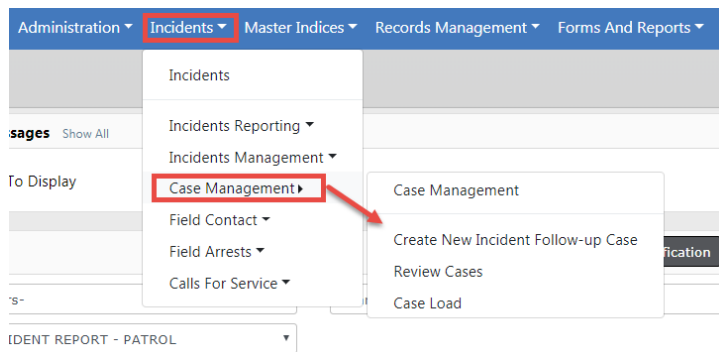 Administration Incidents Master Indices Records Management Forms And Reports
Incidents
ssages Show All
Incidents Reporting
Incidents Management
To Display
Case Management
Case Management
Field Contact
Create New Incident Follow-up Case
Field Arrests
fication
Review Cases
Calls For Service
rs-
Case Load
IDENT REPORT - PATROL